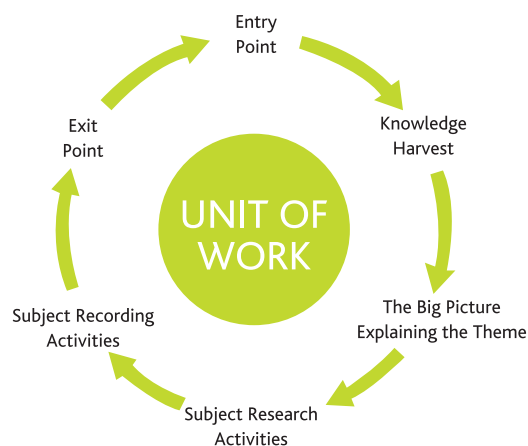 Entry
Point
Knowledge
Harvest
The Big Picture
Explaining the Theme
Subject Research
Activities
Subject Recording
Activities
Exit
Point
UNIT OF
WORK